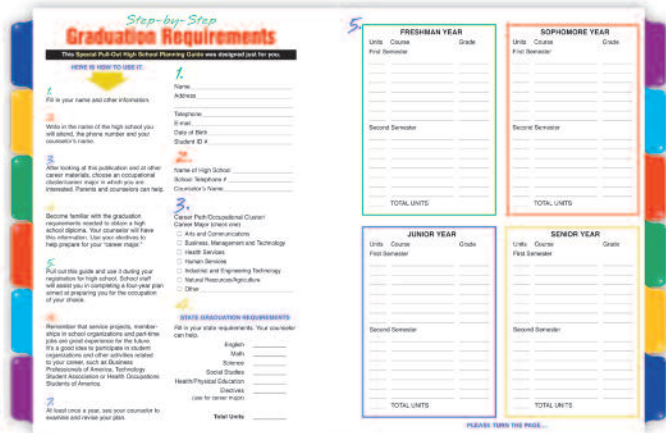 Step-by-Step
Graduation Requirements
This Special Pull-Out High School Planning Guide was designed just for you.
HERE IS HOW TO USE IT:
1.
Fill in your name and other information.
2.
Write in the name of the high school you
will attend, the phone number and your
counselor's name.
3.
After looking at this publication and at other
career materials, choose an occupational
cluster/career major in which you are
interested. Parents and counselors can help.
4.
Become familiar with the graduation
requirements needed to obtain a high
school diploma. Your counselor will have
this information. Use your electives to
help prepare for your "career major."
5.
Pull out this guide and use it during your
registration for high school. School staff
will assist you in completing a four-year plan
aimed at preparing you for the occupation
of your choice.
6.
Remember that service projects, member-
ships in school organizations and part-time
jobs are great experience for the future.
It's a good idea to participate in student
organizations and other activities related
to your career, such as Business
Professionals of America, Technology
Student Association or Health Occupations
Students of America.
7.
At least once a year, see your counselor to
examine and revise your plan.
1.
Name
Address
Telephone
E-mail
Date of Birth
Student ID #
2.
Name of High School
School Telephone #
Counselor's Name
3.
Career Path/Occupational Cluster/
Career Major (check one)
Arts and Communications
Business, Management and Technology
Health Services
Human Services
Industrial and Engineering Technology
Natural Resources/Agriculture
Other
4.
STATE GRADUATION REQUIREMENTS
Fill in your state requirements. Your counselor
can help.
English
Math
Science
Social Studies
Health/Physical Education
Electives
(see for career major)
Total Units
5.
FRESHMAN YEAR
Units Course Grade
First Semester
Second Semester
TOTAL UNITS
SOPHOMORE YEAR
Units Course Grade
First Semester
Second Semester
TOTAL UNITS
JUNIOR YEAR
Units Course Grade
First Semester
Second Semester
TOTAL UNITS
SENIOR YEAR
Units Course Grade
First Semester
Second Semester
TOTAL UNITS
PLEASE TURN THE PAGE...